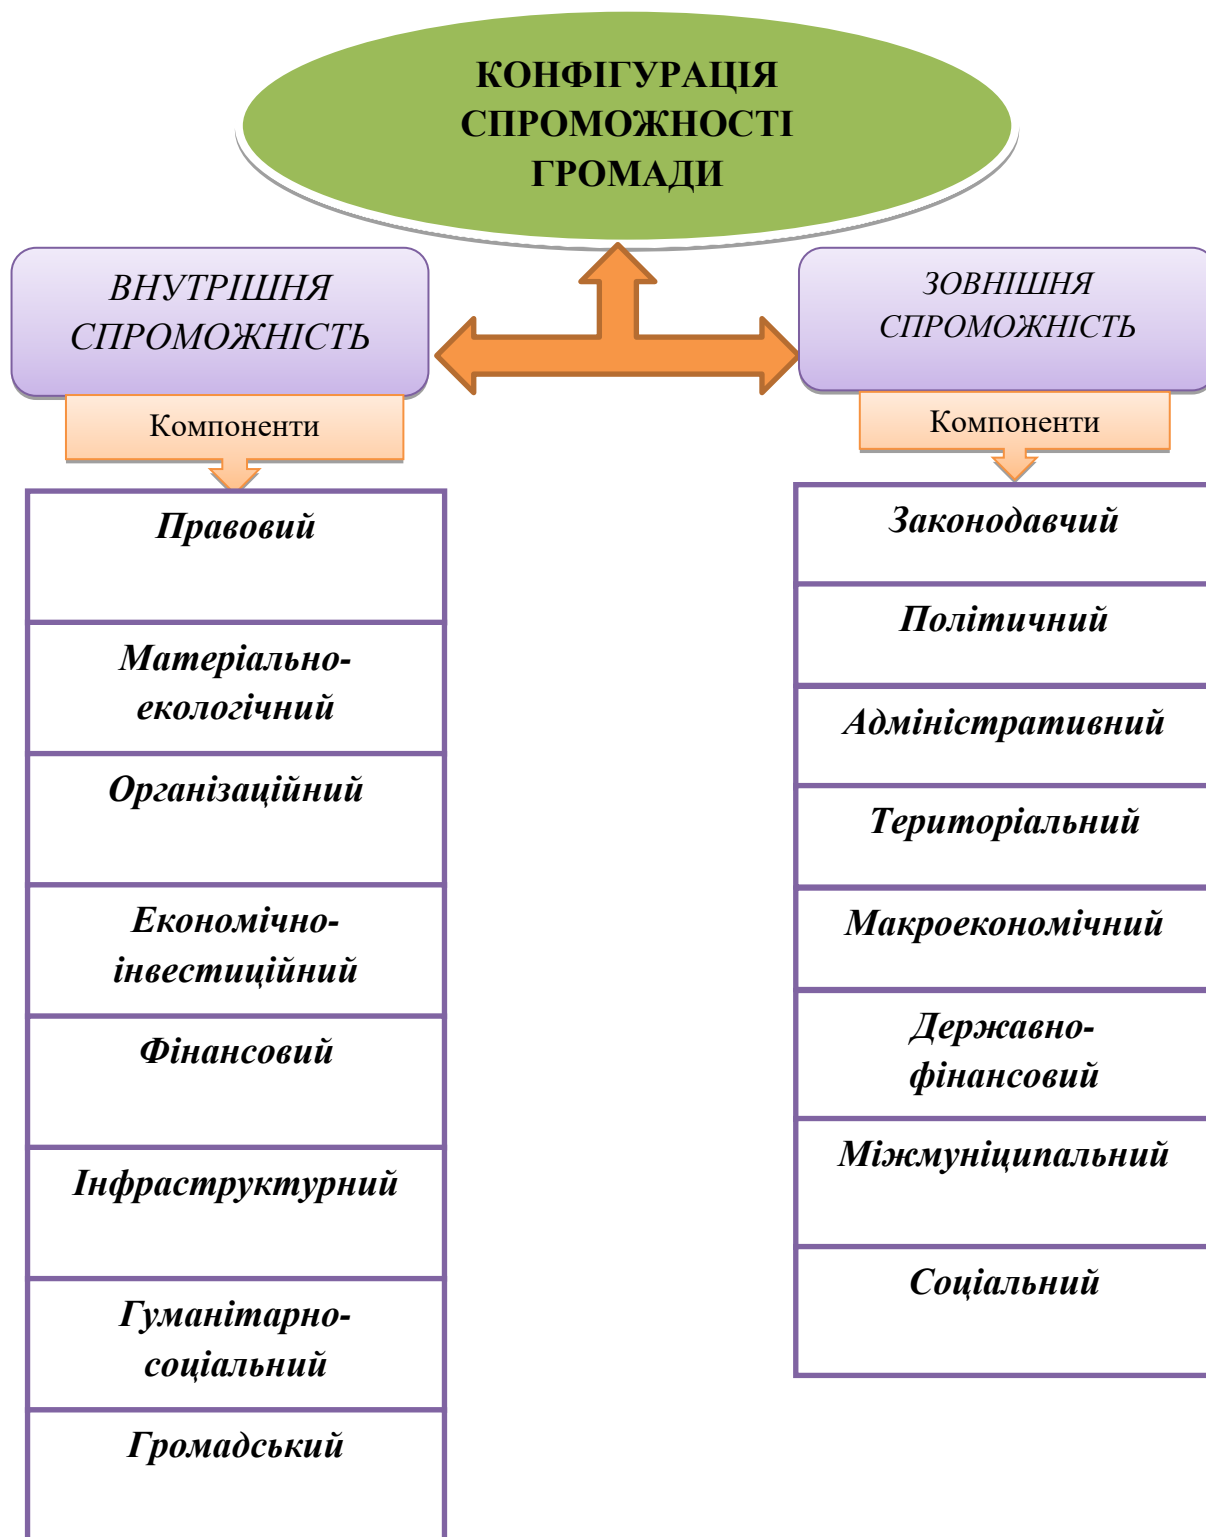 КОНФІГУРАЦІЯ
СПРОМОЖНОСТІ
ГРОМАДИ
ВНУТРІШНЯ
СПРОМОЖНІСТЬ
Компоненти
Правовий
Матеріально-
екологічний
Організаційний
Економічно-
інвестиційний
Фінансовий
Інфраструктурний
Гуманітарно-
соціальний
Громадський
ЗОВНІШНЯ
СПРОМОЖНІСТЬ
Компоненти
Законодавчий
Політичний
Адміністративний
Територіальний
Макроекономічний
Державно-
фінансовий
Міжмуніципальний
Соціальний